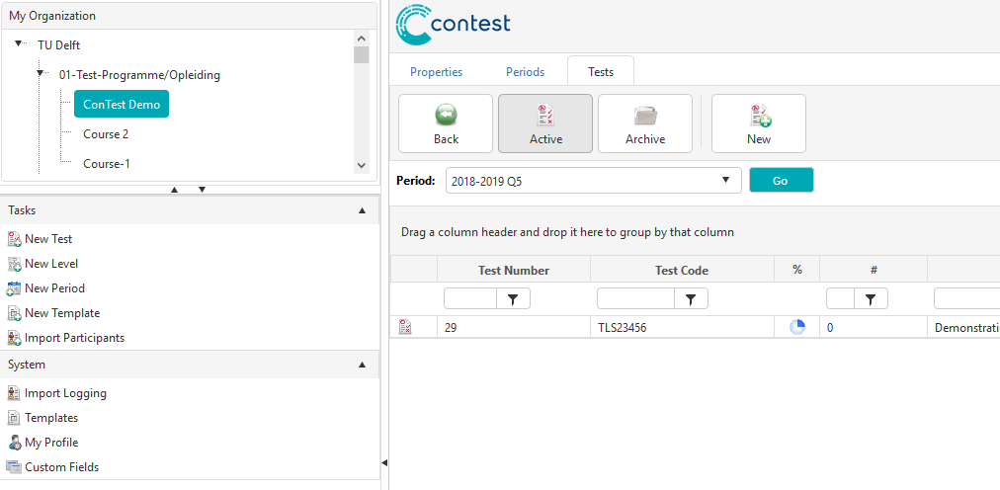 My Organization
TU Delft
01-Test-Programme/Opleiding
ConTest Demo
Course 2
Course-1
Tasks
New Test
New Level
New Period
New Template
Import Participants
System
Import Logging
Templates
My Profile
Custom Fields
contest
Properties Periods Tests
Back Active Archive New
Period: 2018-2019 Q5 Go
Drag a column header and drop it here to group by that column
Test Number Test Code % #
29 TLS23456 0 Demonstrati